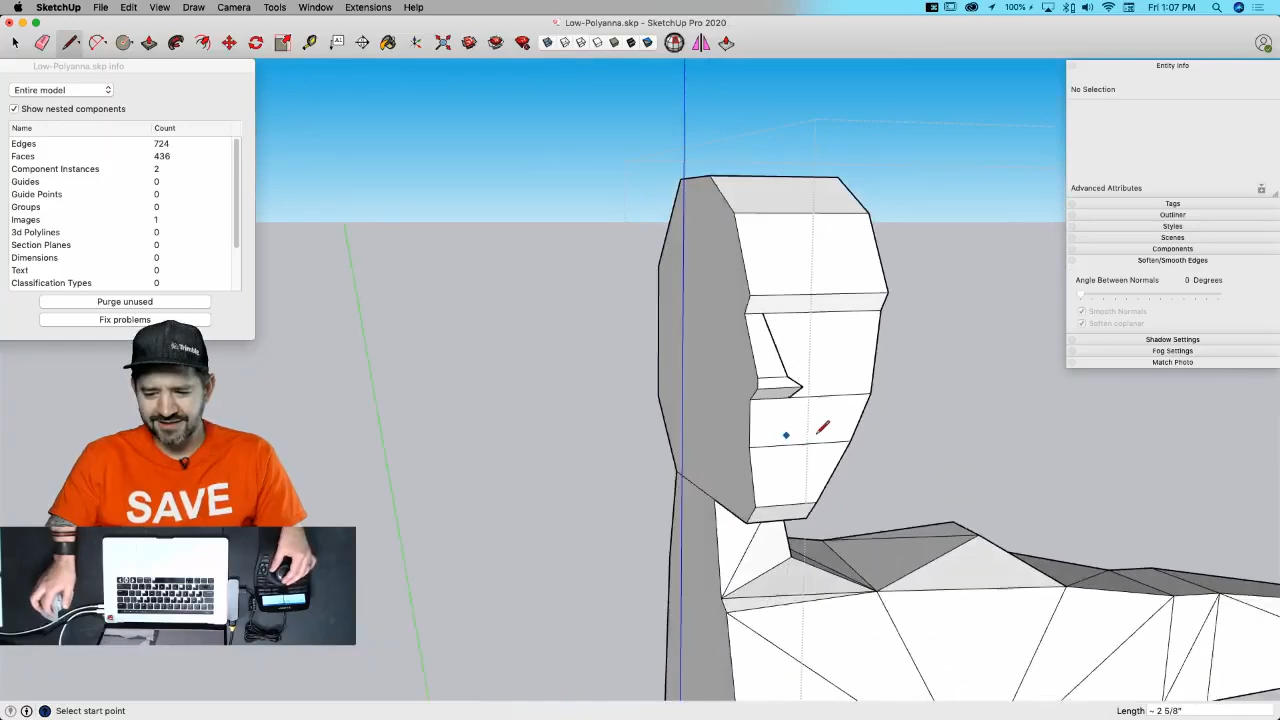 SketchUp File Edit View Draw Camera Tools Window Extensions Help
100% Fri 1:07 PM
Low-Polyanna.skp - SketchUp Pro 2020
Low-Polyanna.skp info
Entire model
Show nested components
Name Count
Edges 724
Faces 436
Component Instances 2
Guides 0
Guide Points 0
Groups 0
Images 1
3d Polylines 0
Section Planes 0
Dimensions 0
Text 0
Classification Types 0
Purge unused
Fix problems
Entity Info
No Selection
Advanced Attributes
Tags
Outliner
Styles
Scenes
Components
Soften/Smooth Edges
Angle Between Normals 0 Degrees
Smooth Normals
Soften coplanar
Shadow Settings
Fog Settings
Match Photo
Trimble
SAVE
Select start point
Length ~ 2 5/8"